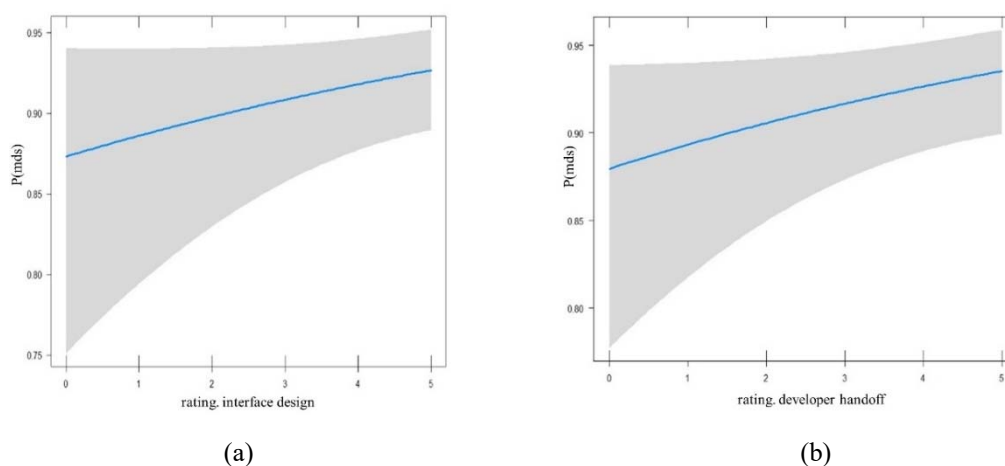 0.95
0.90
0.85
0.80
0.75
P(mds)
0 1 2 3 4 5
rating. interface design
(a)
0.95
0.90
0.85
0.80
P(mds)
0 1 2 3 4 5
rating. developer handoff
(b)